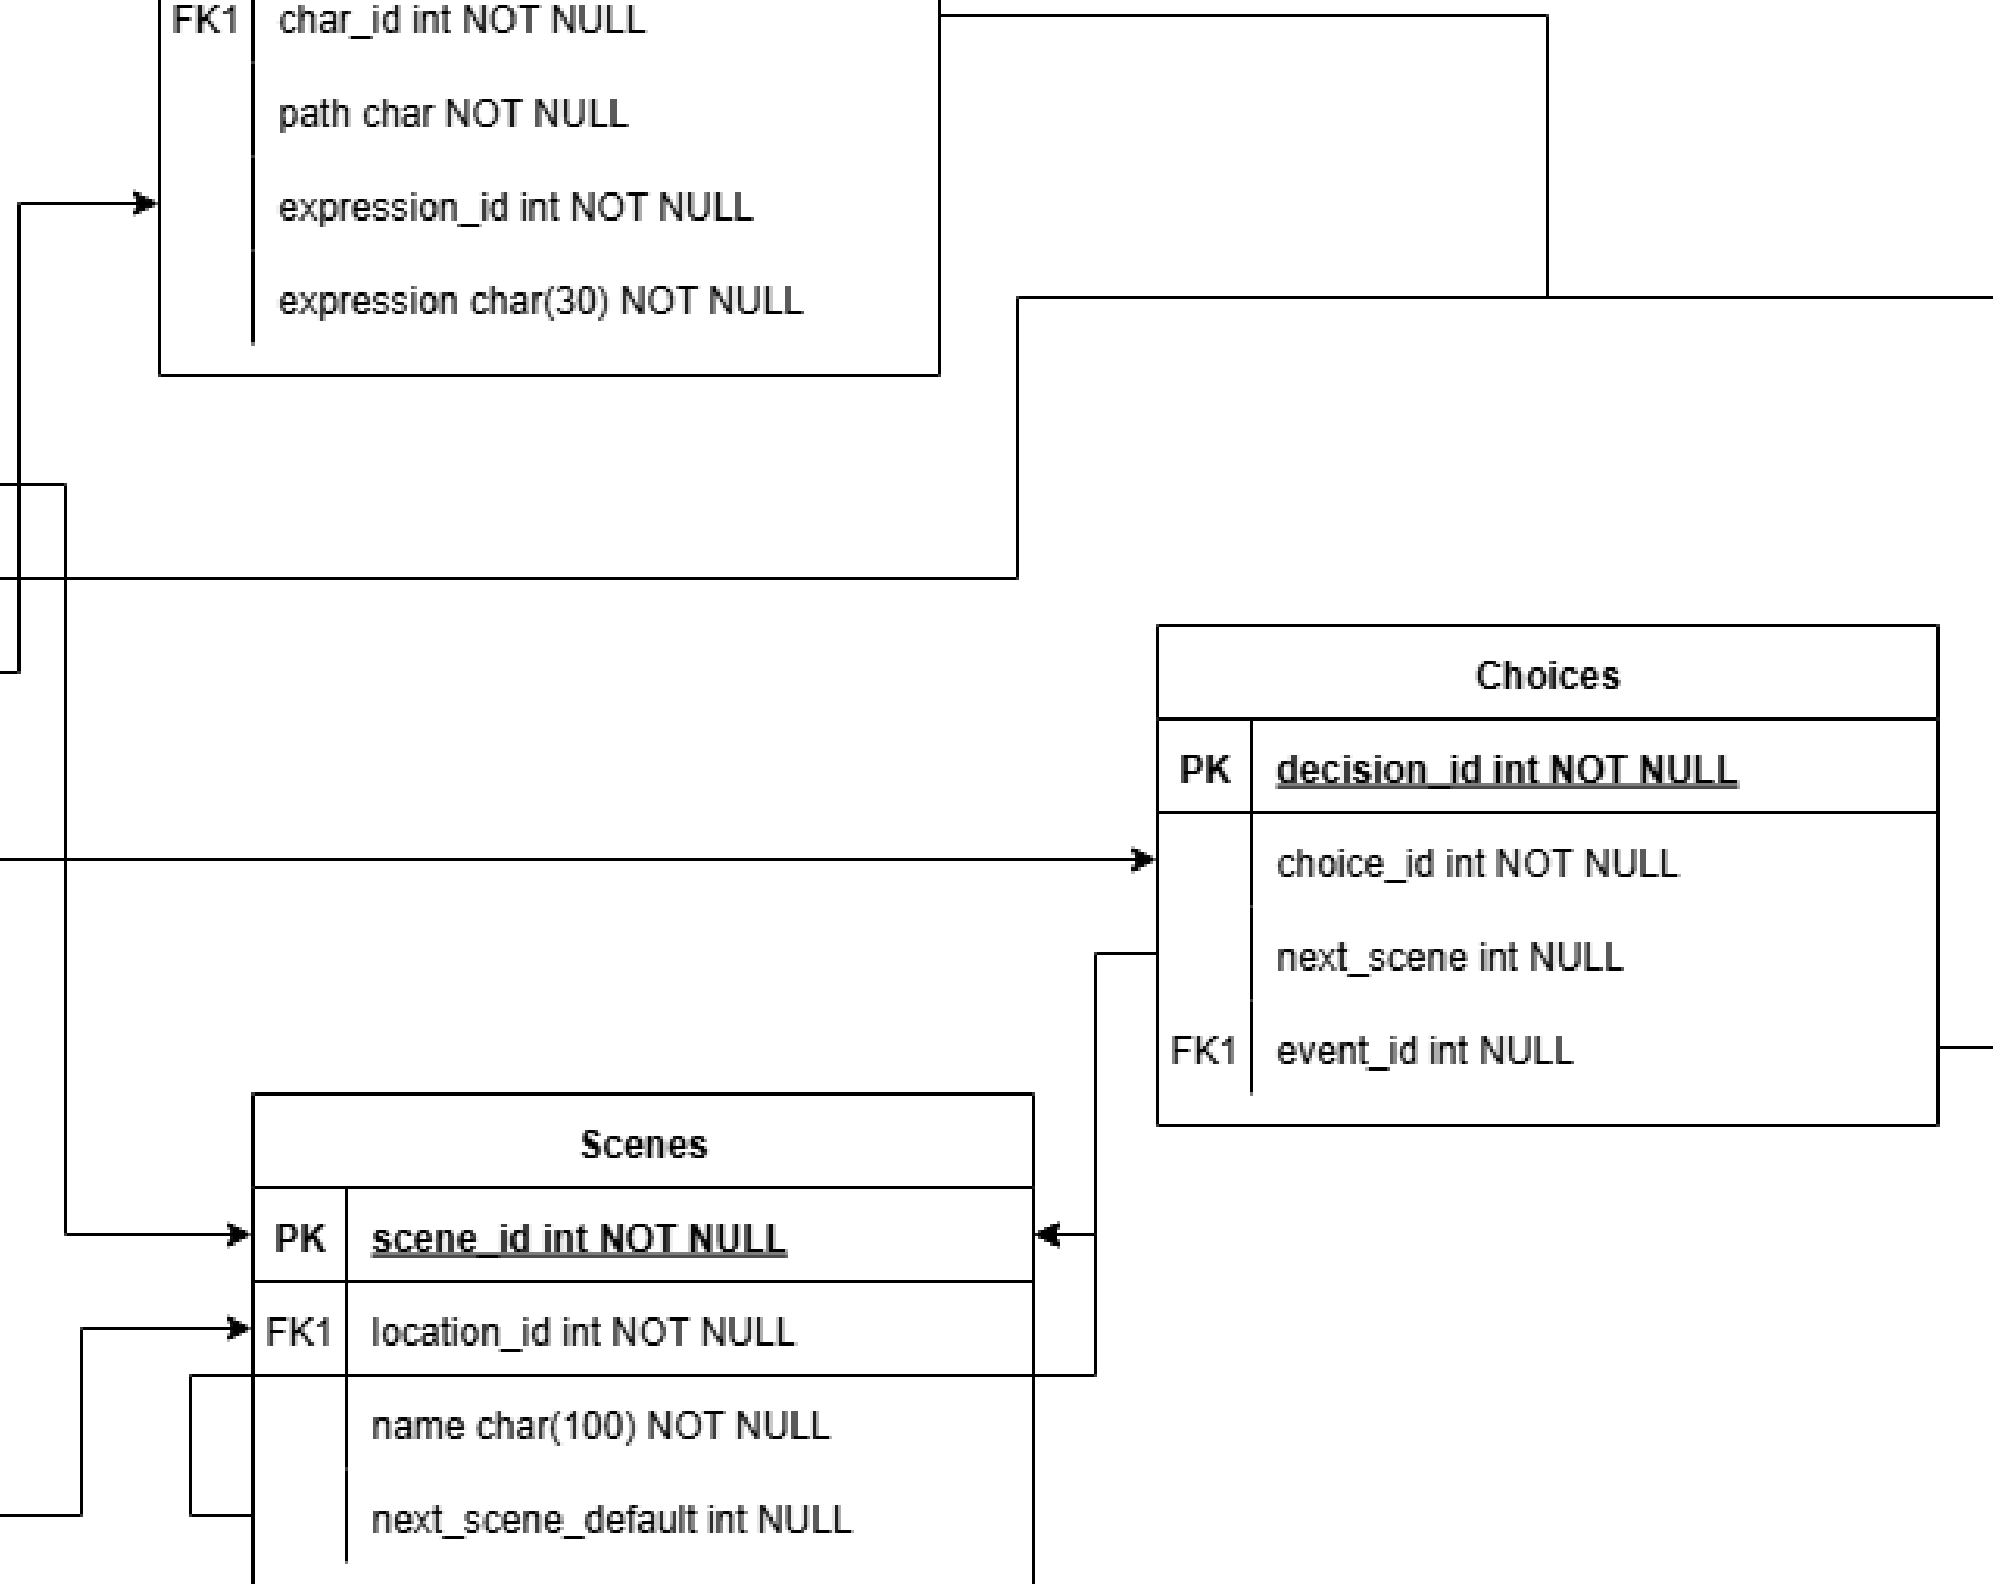 FK1 char_id int NOT NULL
path char NOT NULL
expression_id int NOT NULL
expression char(30) NOT NULL
Choices
PK decision_id int NOT NULL
choice_id int NOT NULL
next_scene int NULL
FK1 event_id int NULL
Scenes
PK scene_id int NOT NULL
FK1 location_id int NOT NULL
name char(100) NOT NULL
next_scene_default int NULL